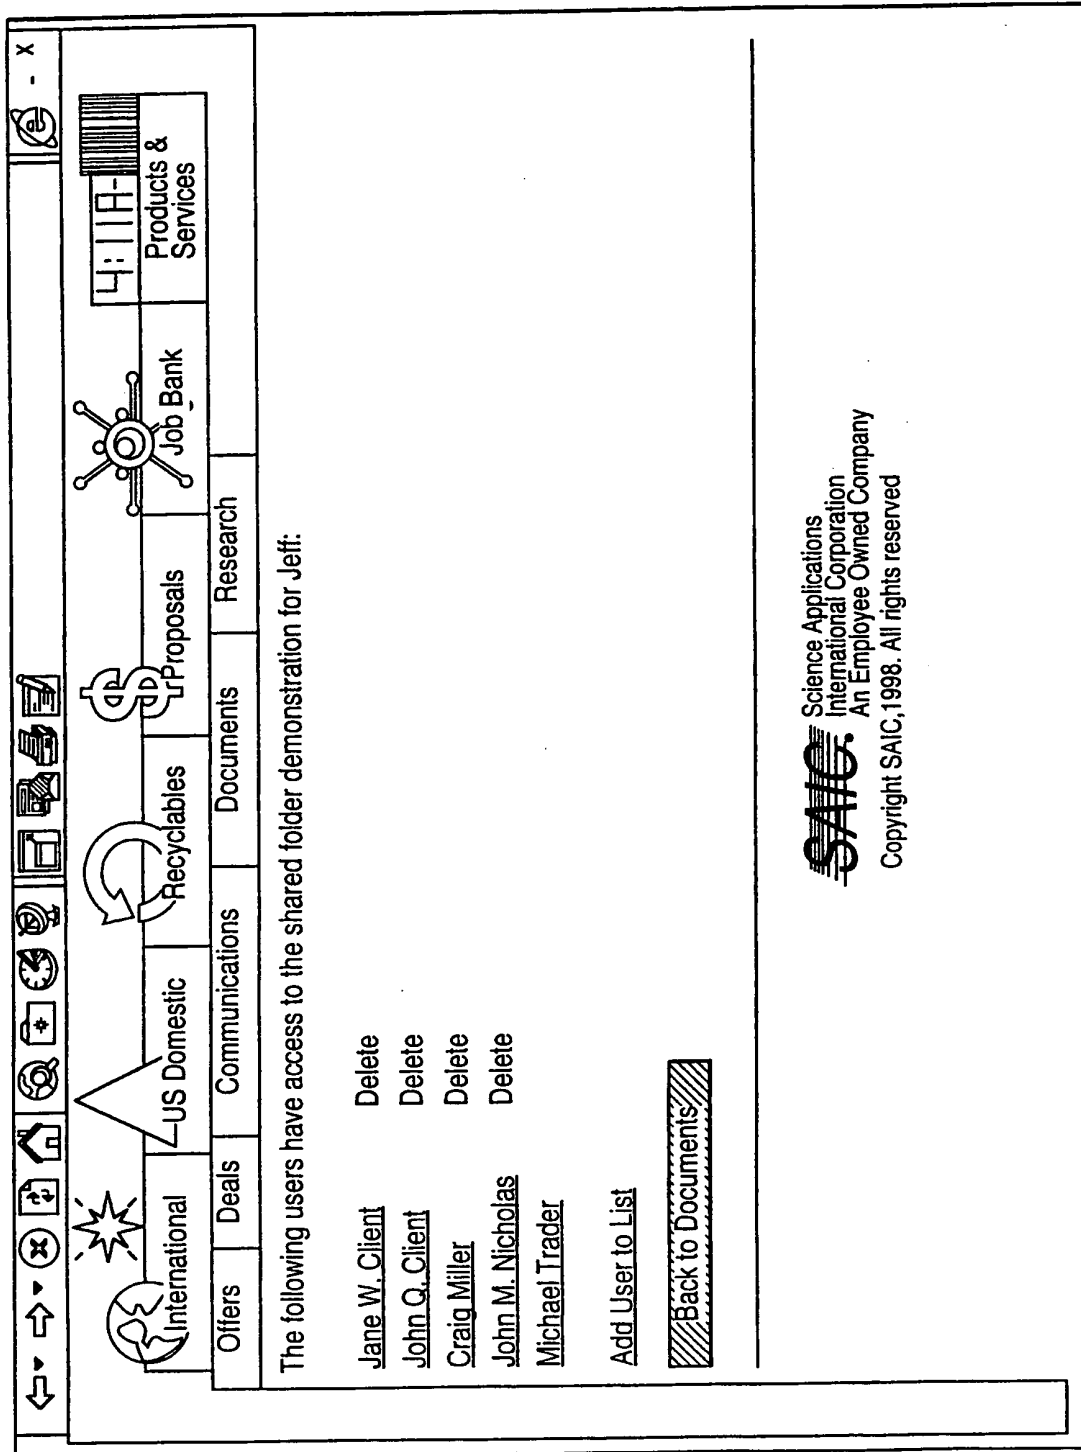 - X
4:11A-
International
US Domestic
Recyclables
Proposals
Job Bank
Products &
Services
Offers
Deals
Communications
Documents
Research
The following users have access to the shared folder demonstration for Jeff:
Jane W. Client Delete
John Q. Client Delete
Craig Miller Delete
John M. Nicholas Delete
Michael Trader
Add User to List
Back to Documents
SAIC.
Science Applications
International Corporation
An Employee Owned Company
Copyright SAIC,1998. All rights reserved